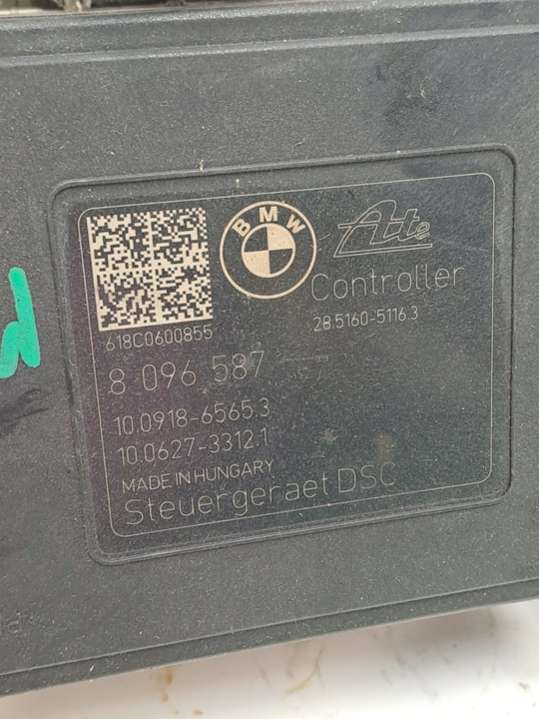 BMW
Ate
Controller
28.5160-5116.3
618C0600855
8 096 587
10.0918-6565.3
10.0627-3312.1
MADE IN HUNGARY
Steuergeraet DSC